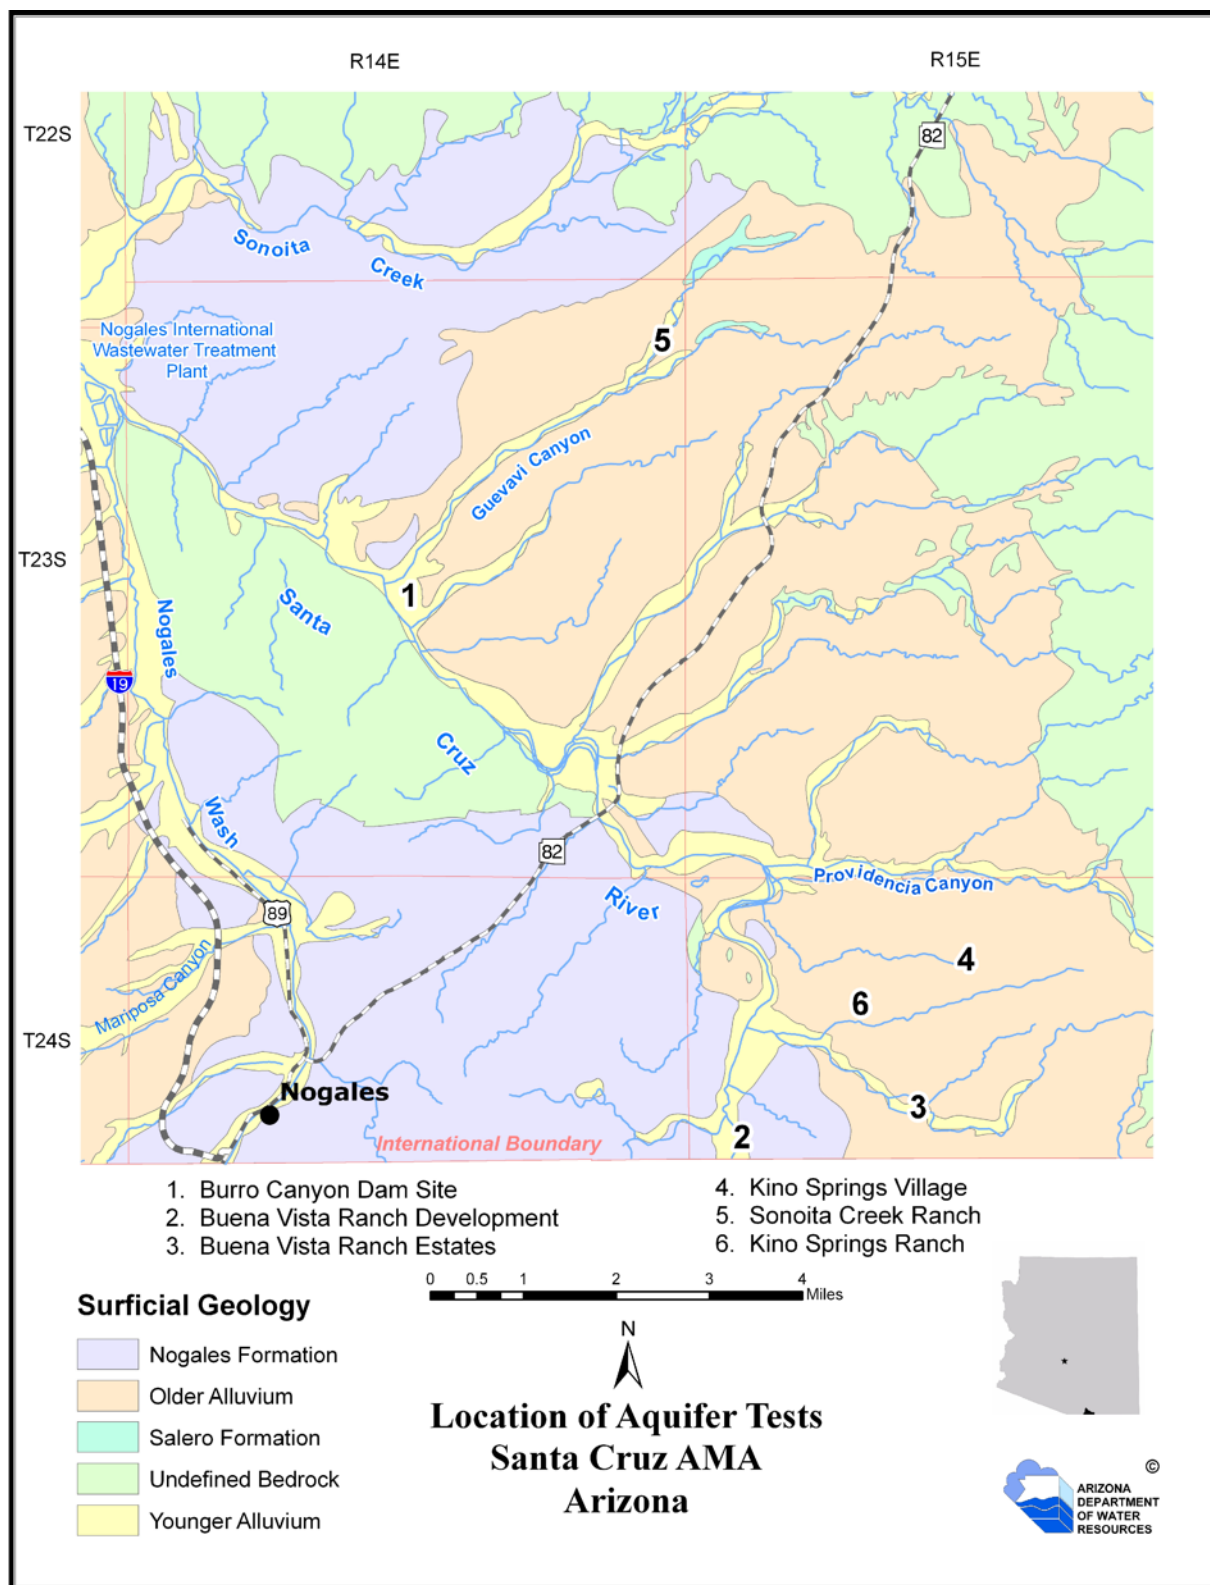 R14E
R15E
T22S
82
Sonoita
Creek
Nogales International
Wastewater Treatment
Plant
5
Guevavi Canyon
T23S
1
Santa
Nogales
19
Cruz
Wash
82
Providencia Canyon
River
89
4
Mariposa Canyon
6
T24S
Nogales
3
2
International Boundary
1. Burro Canyon Dam Site
2. Buena Vista Ranch Development
3. Buena Vista Ranch Estates
4. Kino Springs Village
5. Sonoita Creek Ranch
6. Kino Springs Ranch
0 0.5 1 2 3 4
Miles
Surficial Geology
Nogales Formation
Older Alluvium
Salero Formation
Undefined Bedrock
Younger Alluvium
N
Location of Aquifer Tests
Santa Cruz AMA
Arizona
©
ARIZONA
DEPARTMENT
OF WATER
RESOURCES